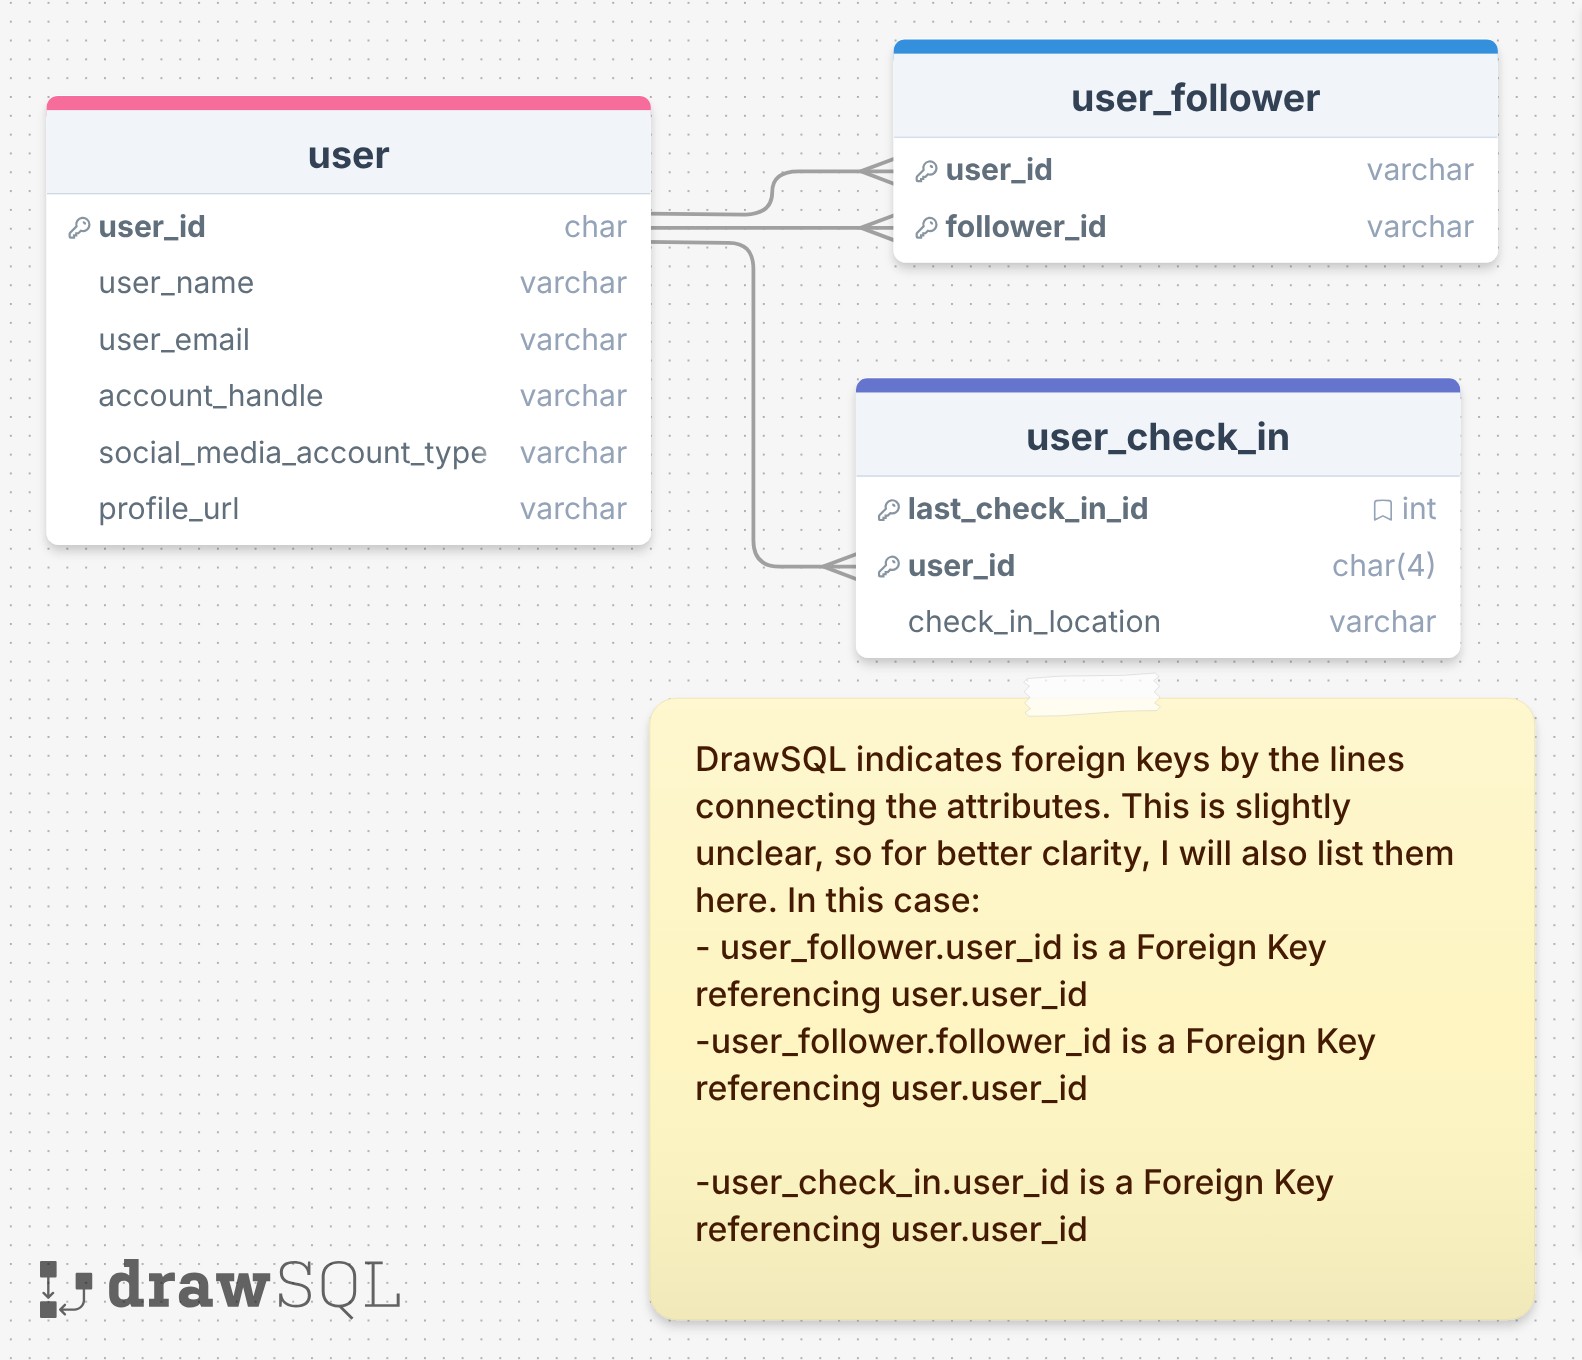 user
user_id char
user_name varchar
user_email varchar
account_handle varchar
social_media_account_type varchar
profile_url varchar
user_follower
user_id varchar
follower_id varchar
user_check_in
last_check_in_id int
user_id char(4)
check_in_location varchar
DrawSQL indicates foreign keys by the lines
connecting the attributes. This is slightly
unclear, so for better clarity, I will also list them
here. In this case:
- user_follower.user_id is a Foreign Key
referencing user.user_id
-user_follower.follower_id is a Foreign Key
referencing user.user_id
-user_check_in.user_id is a Foreign Key
referencing user.user_id
drawSQL